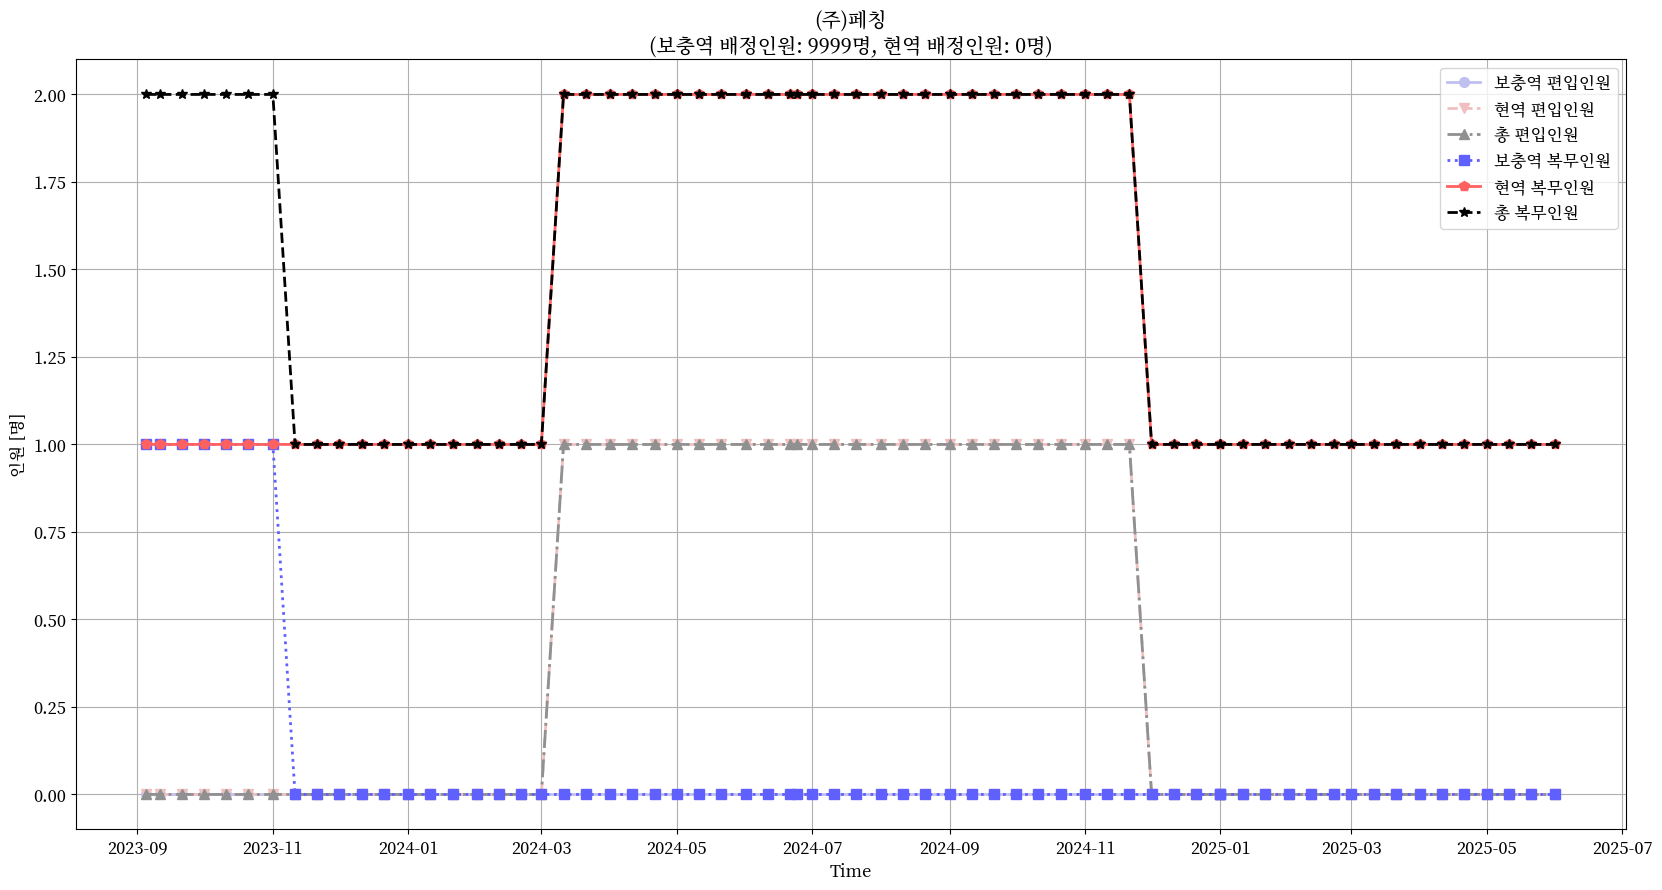 (주)페칭
(보충역 배정인원: 9999명, 현역 배정인원: 0명)
보충역 편입인원
현역 편입인원
총 편입인원
보충역 복무인원
현역 복무인원
총 복무인원
인원 [명]
2.00
1.75
1.50
1.25
1.00
0.75
0.50
0.25
0.00
2023-09 2023-11 2024-01 2024-03 2024-05 2024-07 2024-09 2024-11 2025-01 2025-03 2025-05 2025-07
Time